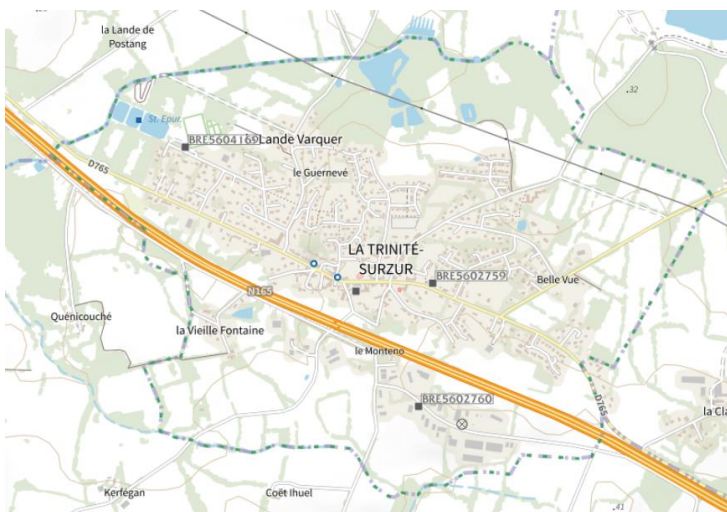 la Lande de
Postang
.32
St. Epur.
BRE5604169
Lande Varquer
D765
le Guernevé
LA TRINITÉ-
SURZUR
BRE5602759
Belle Vue
N165
Quénicouché
la Vieille Fontaine
le Monteno
BRE5602760
D765
la Cla
Kerfégan
Coët Ihuel
.41